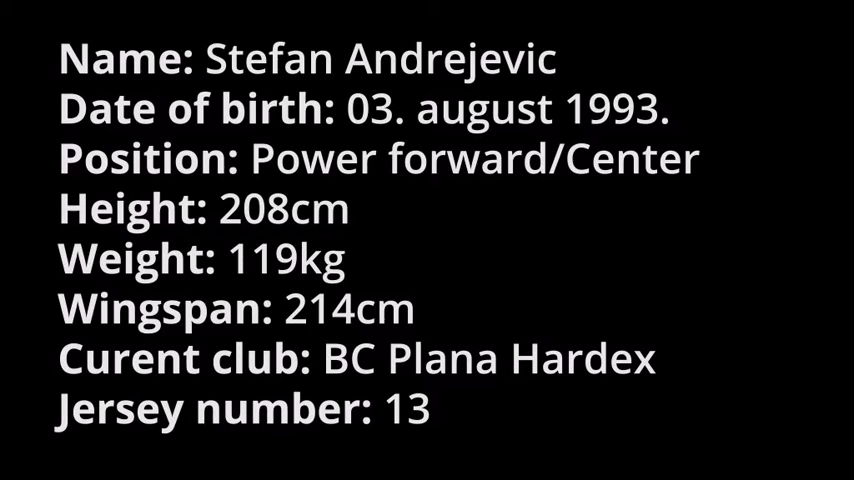 Name: Stefan Andrejevic
Date of birth: 03. august 1993.
Position: Power forward/Center
Height: 208cm
Weight: 119kg
Wingspan: 214cm
Curent club: BC Plana Hardex
Jersey number: 13